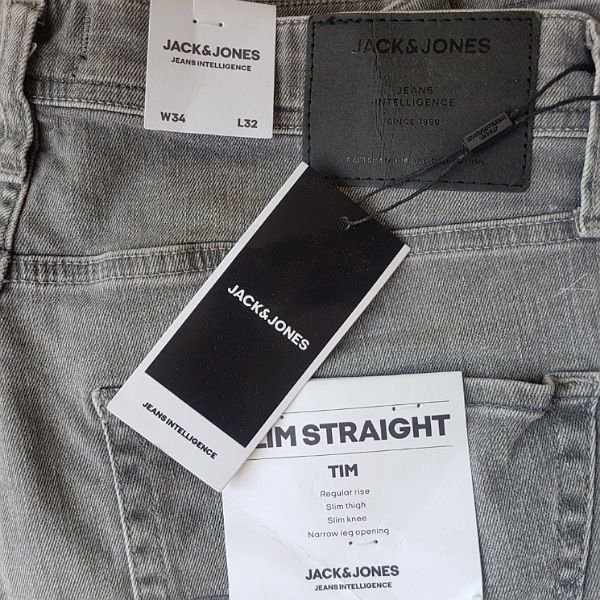 JACK&JONES
JEANS INTELLIGENCE
W34 L32
JACK&JONES
JEANS
INTELLIGENCE
SINCE 1990
JACK&JONES
JEANS INTELLIGENCE
SLIM STRAIGHT
TIM
Regular rise
Slim thigh
Slim knee
Narrow leg opening
JACK&JONES
JEANS INTELLIGENCE